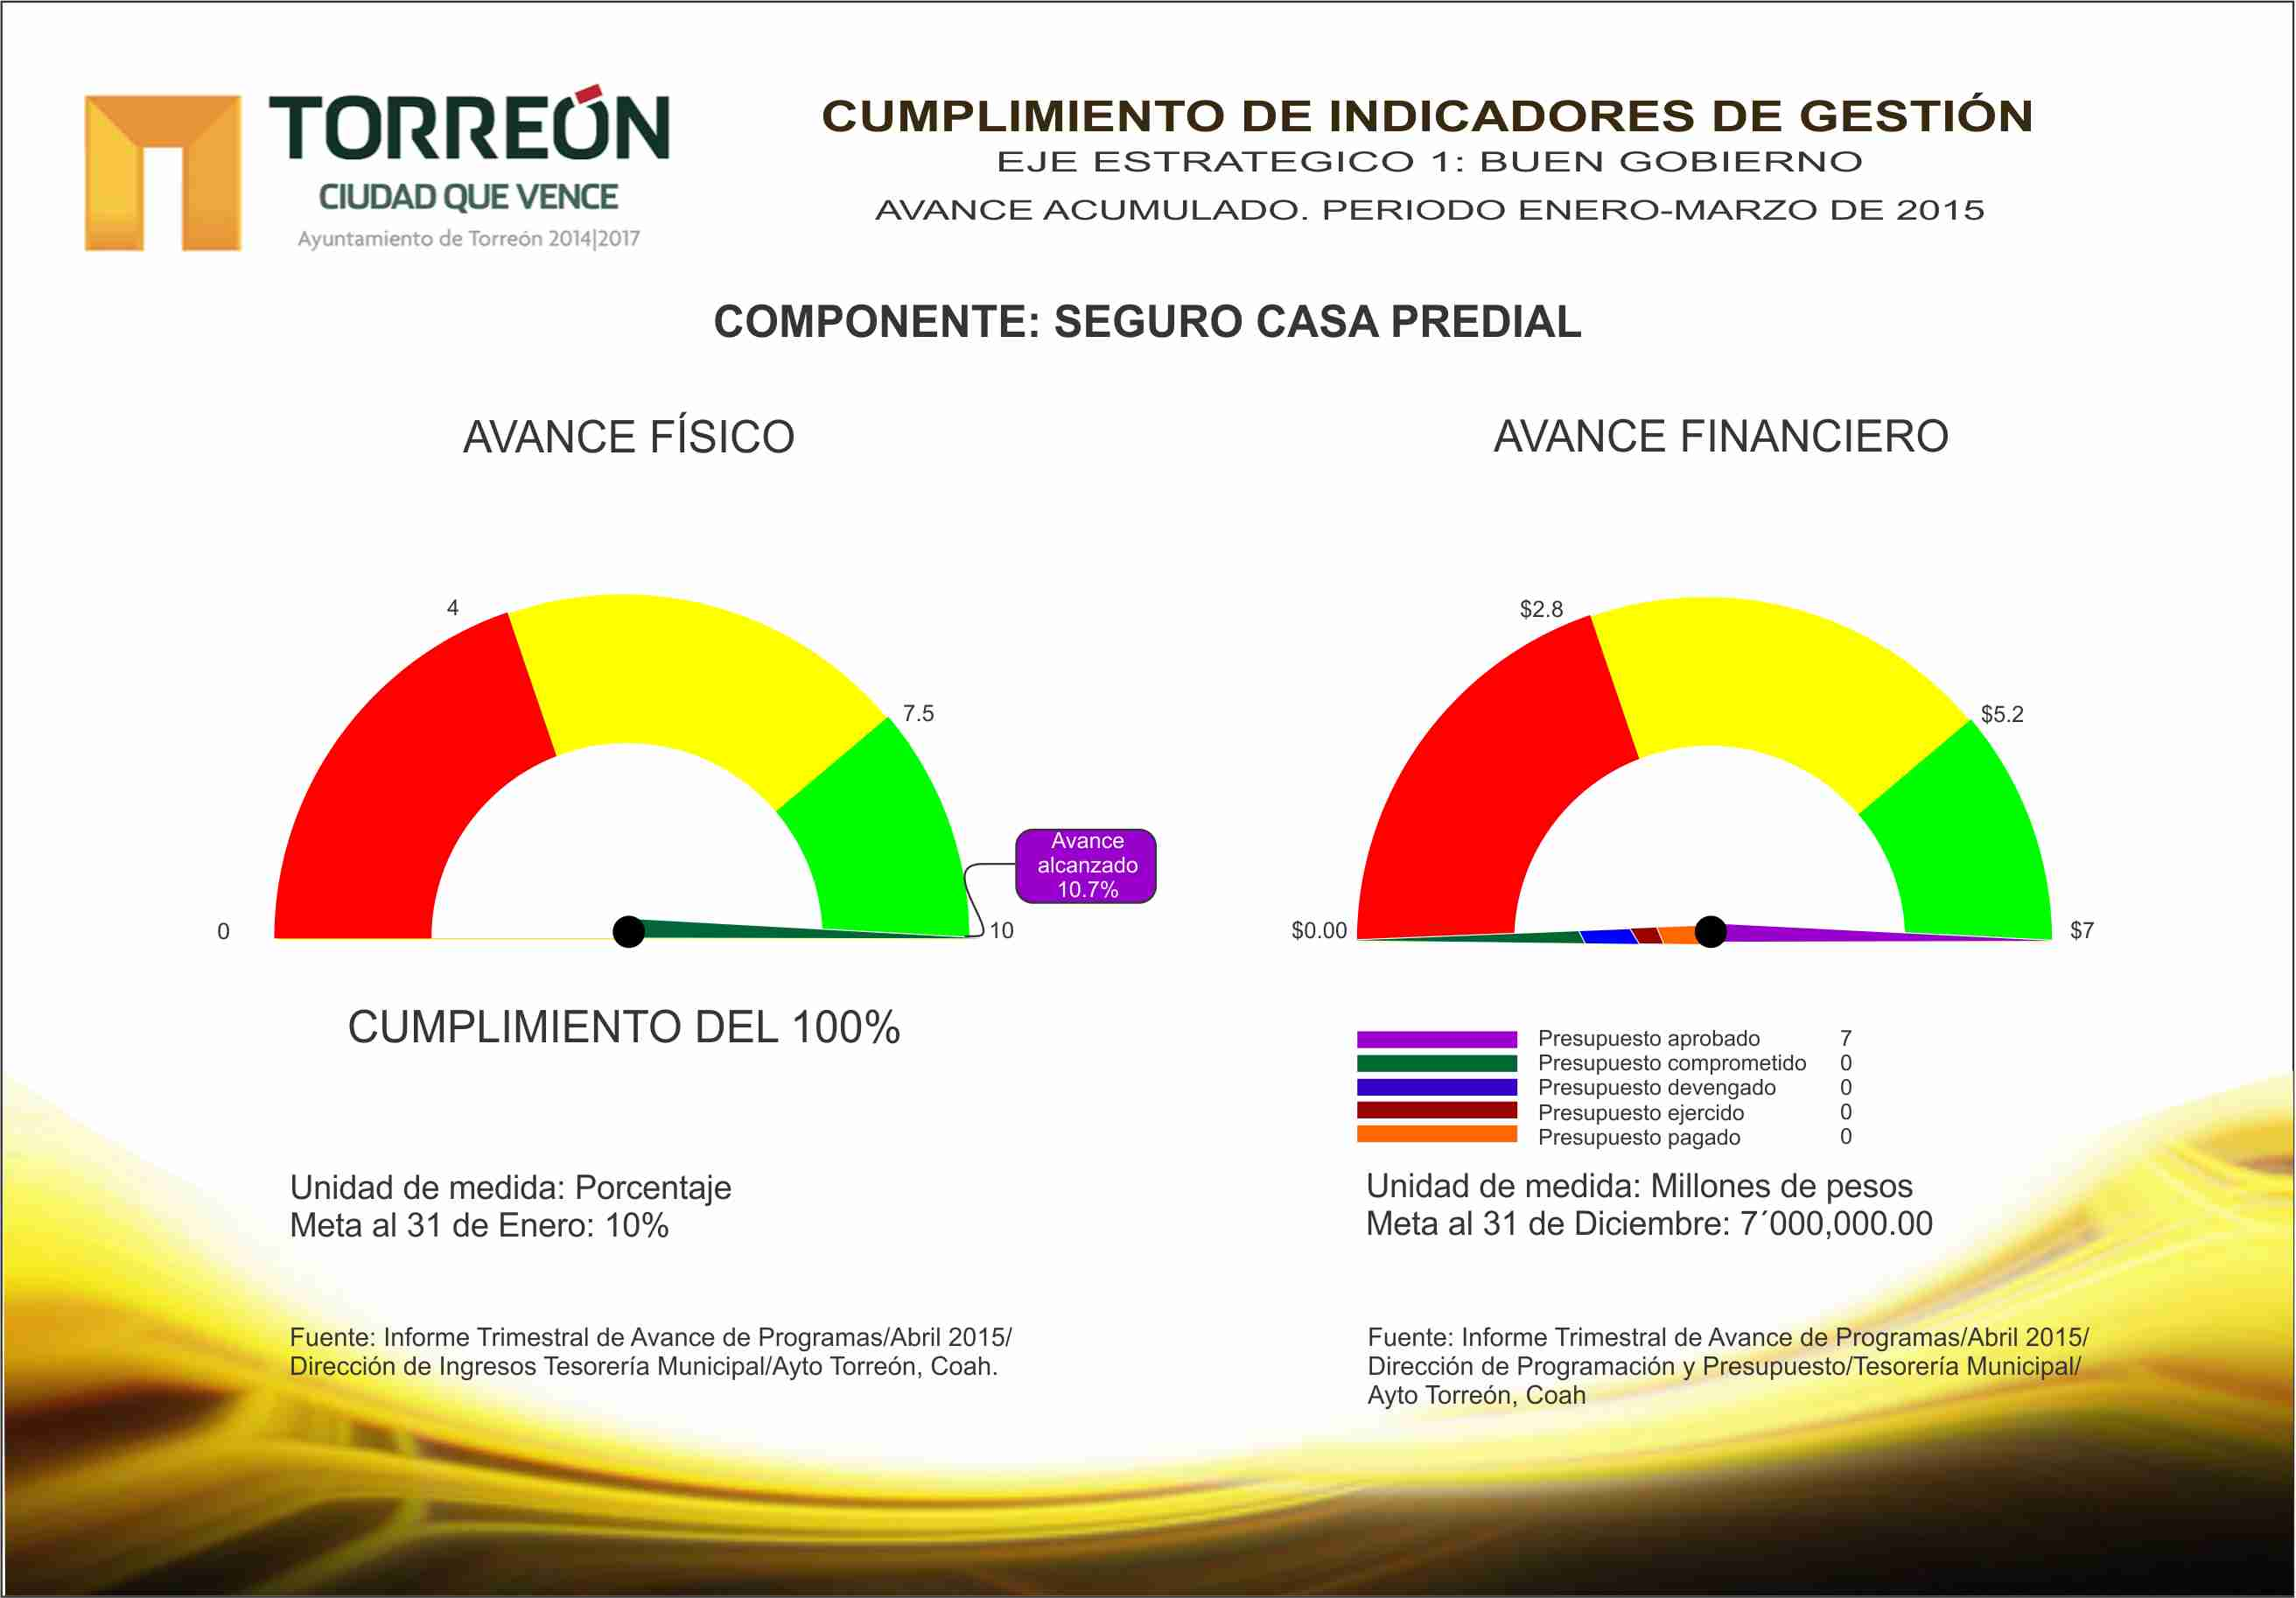 TORREÓN
CIUDAD QUE VENCE
Ayuntamiento de Torreón 2014|2017
CUMPLIMIENTO DE INDICADORES DE GESTIÓN
EJE ESTRATEGICO 1: BUEN GOBIERNO
AVANCE ACUMULADO. PERIODO ENERO-MARZO DE 2015
COMPONENTE: SEGURO CASA PREDIAL
AVANCE FÍSICO
4
7.5
0
10
Avance
alcanzado
10.7%
CUMPLIMIENTO DEL 100%
Unidad de medida: Porcentaje
Meta al 31 de Enero: 10%
Fuente: Informe Trimestral de Avance de Programas/Abril 2015/
Dirección de Ingresos Tesorería Municipal/Ayto Torreón, Coah.
AVANCE FINANCIERO
$2.8
$5.2
$0.00
$7
Presupuesto aprobado 7
Presupuesto comprometido 0
Presupuesto devengado 0
Presupuesto ejercido 0
Presupuesto pagado 0
Unidad de medida: Millones de pesos
Meta al 31 de Diciembre: 7´000,000.00
Fuente: Informe Trimestral de Avance de Programas/Abril 2015/
Dirección de Programación y Presupuesto/Tesorería Municipal/
Ayto Torreón, Coah